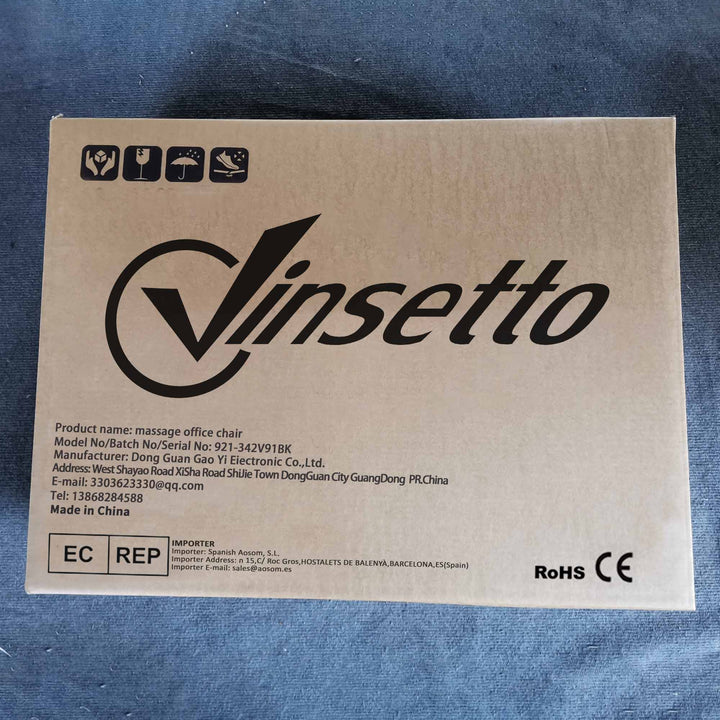 Vinsetto
Product name: massage office chair
Model No/Batch No/Serial No: 921-342V91BK
Manufacturer: Dong Guan Gao Yi Eiectronic Co.,Ltd.
Address: West Shayao Road XiSha Road ShiJie Town DongGuan City GuangDong PR.China
E-mail: 3303623330@qq.com
Tel: 13868284588
Made in China
EC REP
IMPORTER
Importer: Spanish Aosom, S.L.
Importer Address: n 15,C/ Roc Gros,HOSTALETS DE BALENYÀ,BARCELONA,ES(Spain)
Importer E-mail: sales@aosom.es
RoHS CE